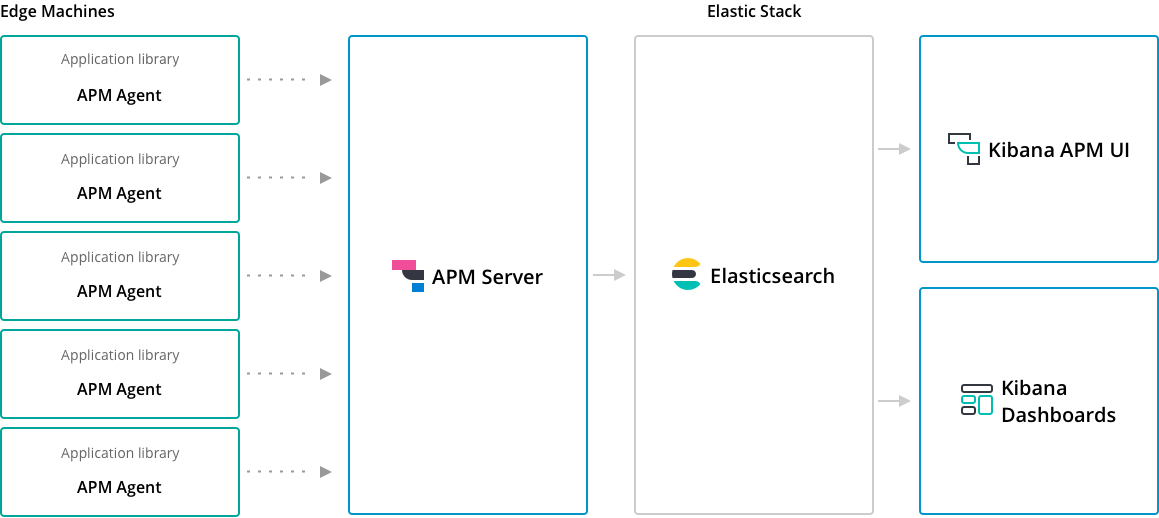 Edge Machines
Elastic Stack
Application library
APM Agent
Application library
APM Agent
Application library
APM Agent
Application library
APM Agent
Application library
APM Agent
APM Server
Elasticsearch
Kibana APM UI
Kibana
Dashboards